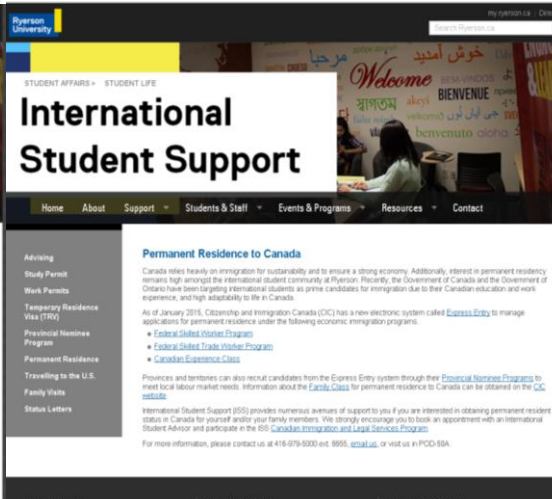 my.ryerson.ca
Ryerson
University
Search Ryerson.ca
مرحبا
خوش آمدید
STUDENT AFFAIRS » STUDENT LIFE
Welcome
BEM-VINDOS
BIENVENUE
স্বাগতম
akeyi
International
velkomið
جی آیاں نوں
benvenuto aloha
Student Support
Home About Support Students & Staff Events & Programs Resources Contact
Advising
Study Permit
Work Permits
Temporary Residence
Visa (TRV)
Provincial Nominee
Program
Permanent Residence
Travelling to the U.S.
Family Visits
Status Letters
Permanent Residence to Canada
Canada relies heavily on immigration for sustainability and to ensure a strong economy. Additionally, interest in permanent residency
remains high amongst the international student community at Ryerson. Recently, the Government of Canada and the Government of
Ontario have been targeting international students as prime candidates for immigration due to their Canadian education and work
experience, and high adaptability to life in Canada.
As of January 2015, Citizenship and Immigration Canada (CIC) has a new electronic system called Express Entry to manage
applications for permanent residence under the following economic immigration programs.
Federal Skilled Worker Program
Federal Skilled Trade Worker Program
Canadian Experience Class
Provinces and territories can also recruit candidates from the Express Entry system through their Provincial Nominee Programs to
meet local labour market needs. Information about the Family Class for permanent residence to Canada can be obtained on the CIC
website
International Student Support (ISS) provides numerous avenues of support to you if you are interested in obtaining permanent resident
status in Canada for yourself and/or your family members. We strongly encourage you to book an appointment with an International
Student Advisor and participate in the ISS Canadian Immigration and Legal Services Program.
For more information, please contact us at 416-979-5000 ext. 6655, email us, or visit us in POD-50A.